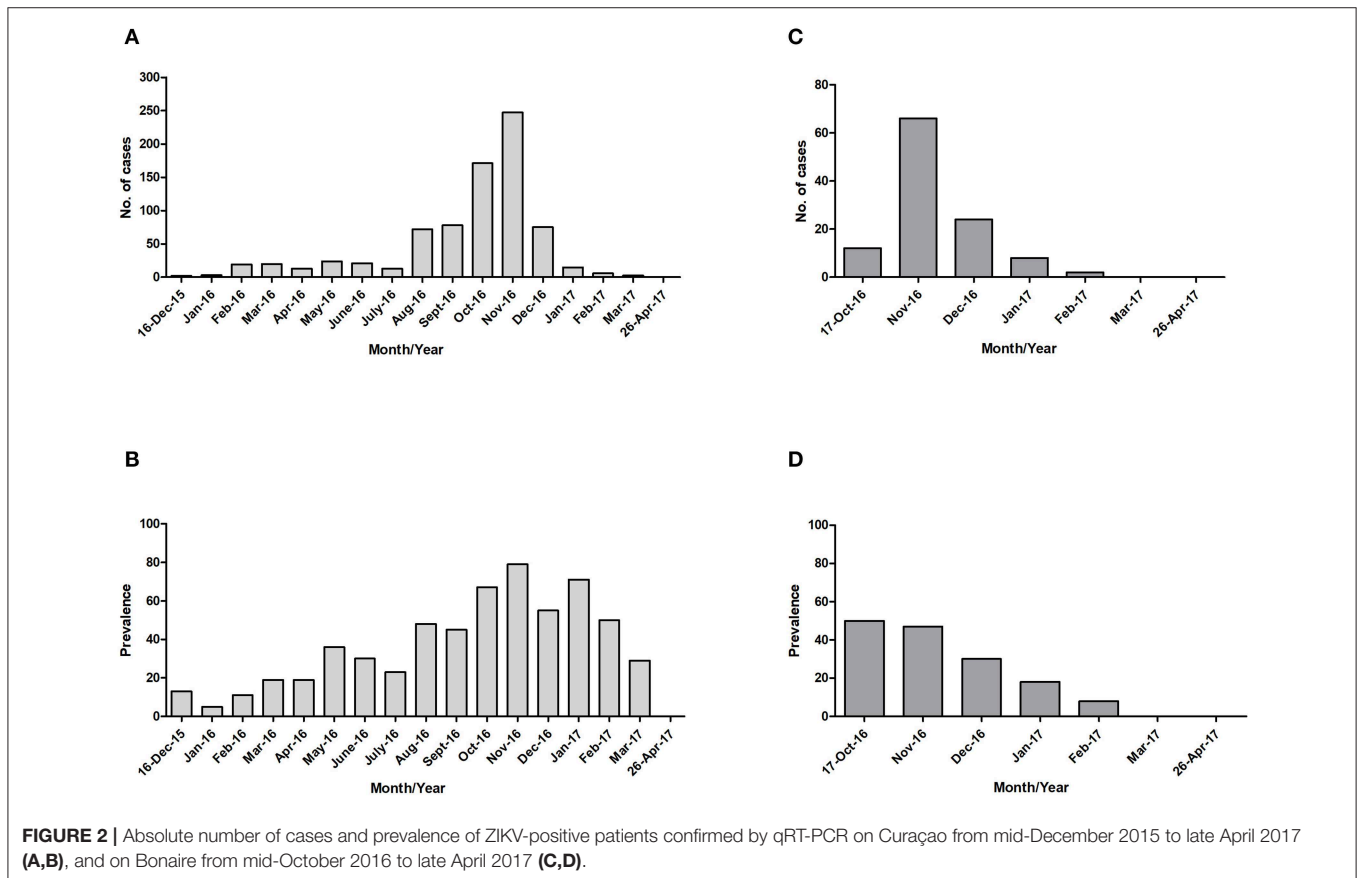 A
300
250
200
150
100
50
0
No. of cases
16-Dec-15
Jan-16
Feb-16
Mar-16
Apr-16
May-16
June-16
July-16
Aug-16
Sept-16
Oct-16
Nov-16
Dec-16
Jan-17
Feb-17
Mar-17
26-Apr-17
Month/Year
C
80
60
40
20
0
No. of cases
17-Oct-16
Nov-16
Dec-16
Jan-17
Feb-17
Mar-17
26-Apr-17
Month/Year
B
100
80
60
40
20
0
Prevalence
16-Dec-15
Jan-16
Feb-16
Mar-16
Apr-16
May-16
June-16
July-16
Aug-16
Sept-16
Oct-16
Nov-16
Dec-16
Jan-17
Feb-17
Mar-17
26-Apr-17
Month/Year
D
100
80
60
40
20
0
Prevalence
17-Oct-16
Nov-16
Dec-16
Jan-17
Feb-17
Mar-17
26-Apr-17
Month/Year
FIGURE 2 | Absolute number of cases and prevalence of ZIKV-positive patients confirmed by qRT-PCR on Curaçao from mid-December 2015 to late April 2017
(A,B), and on Bonaire from mid-October 2016 to late April 2017 (C,D).